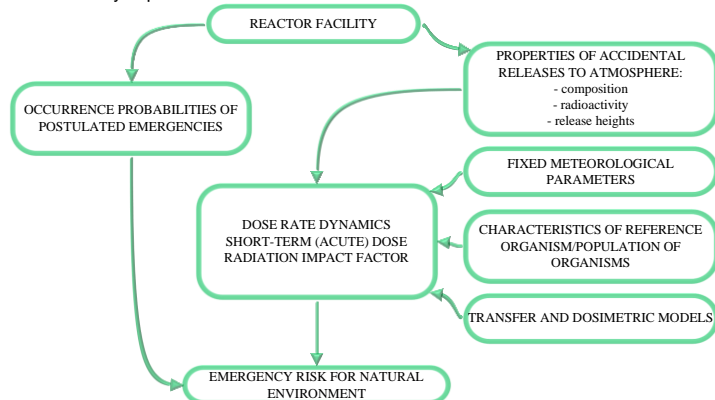 REACTOR FACILITY
PROPERTIES OF ACCIDENTAL
RELEASES TO ATMOSPHERE:
- composition
- radioactivity
- release heights
OCCURRENCE PROBABILITIES OF
POSTULATED EMERGENCIES
FIXED METEOROLOGICAL
PARAMETERS
DOSE RATE DYNAMICS
SHORT-TERM (ACUTE) DOSE
RADIATION IMPACT FACTOR
CHARACTERISTICS OF REFERENCE
ORGANISM/POPULATION OF
ORGANISMS
TRANSFER AND DOSIMETRIC MODELS
EMERGENCY RISK FOR NATURAL
ENVIRONMENT